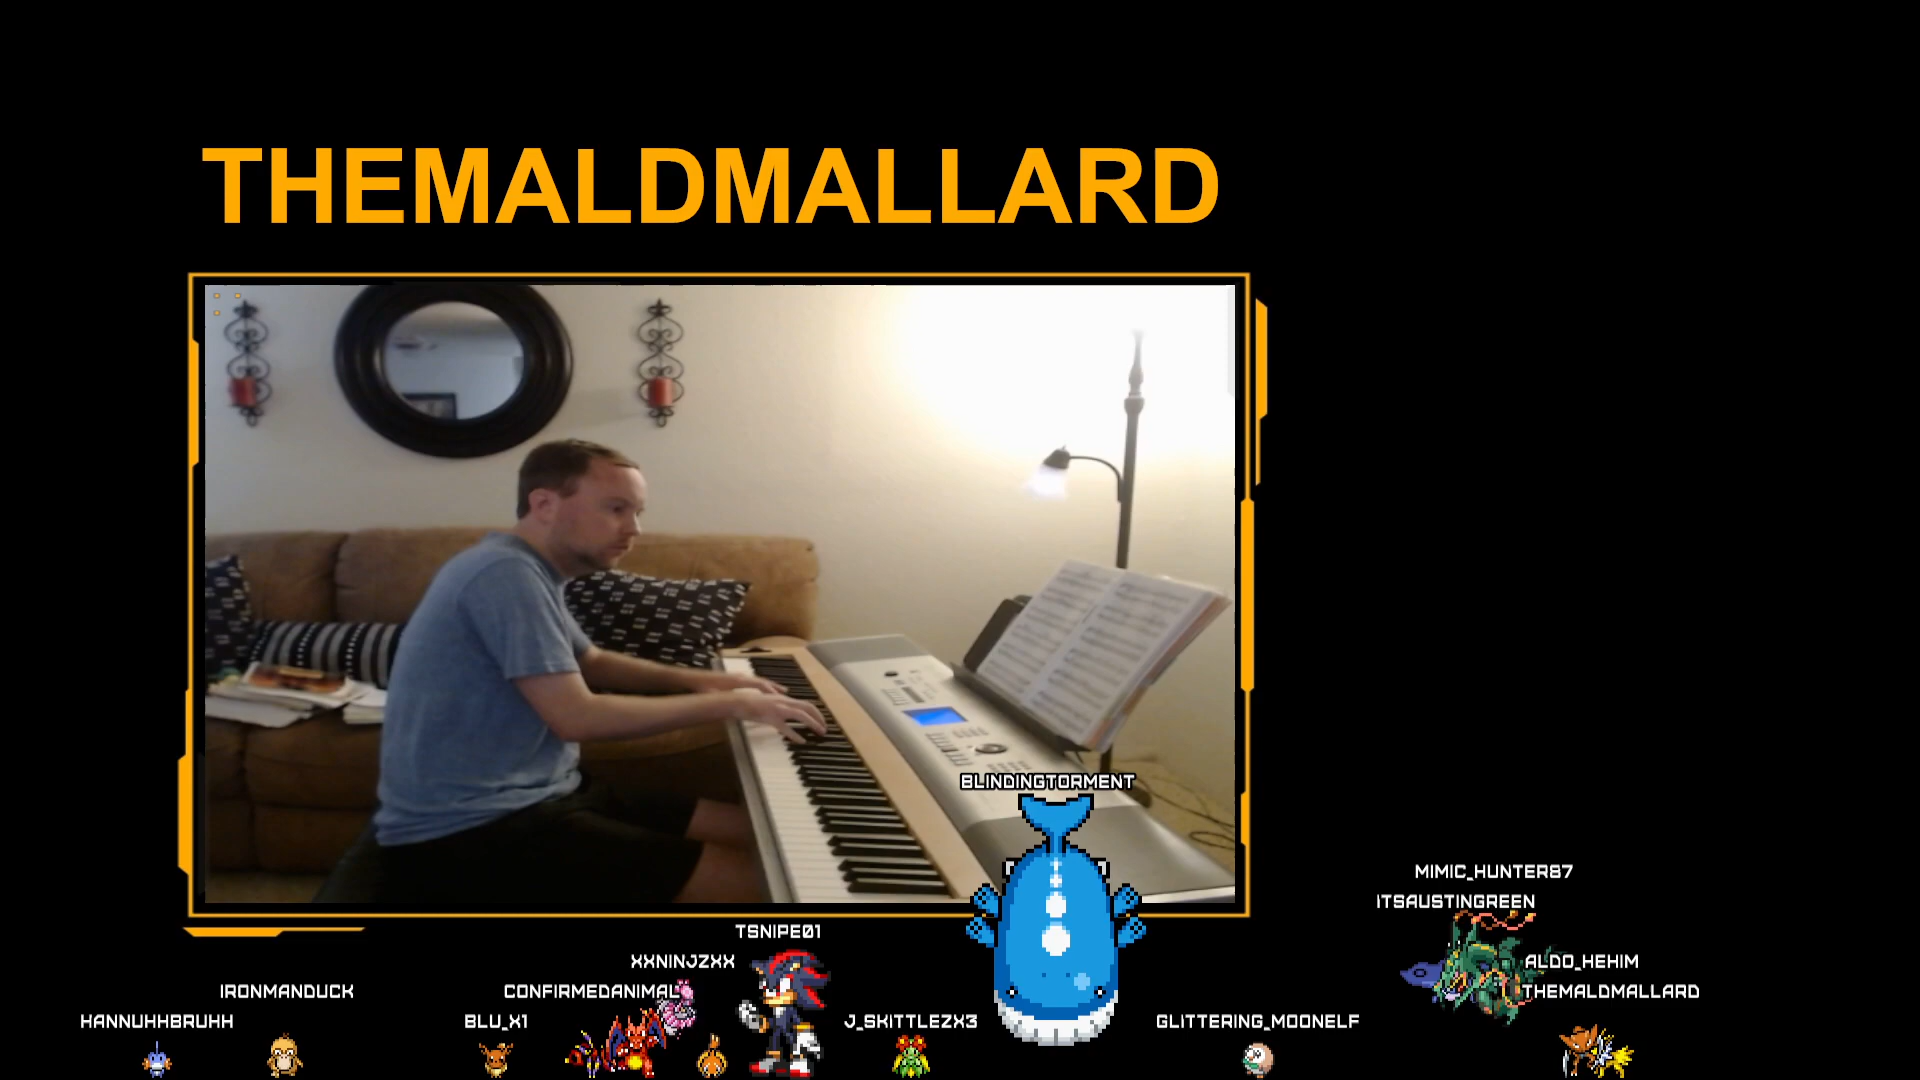 THEMALDMALLARD
BLINDINGTORMENT
MIMIC_HUNTER87
ITSAUSTINGREEN
TSNIPE01
XXNINJZXX
ALDO_HEHIM
IRONMANDUCK
CONFIRMEDANIMAL
THEMALDMALLARD
HANNUHHBRUHH
BLU_X1
J_SKITTLEZX3
GLITTERING_MOONELF